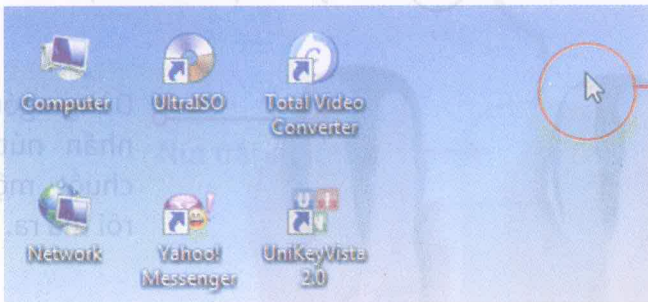 Computer
UltraISO
Total Video
Converter
Network
Yahoo!
Messenger
UniKeyVista
2.0